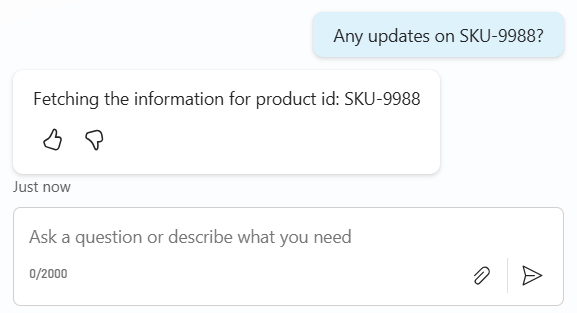 Any updates on SKU-9988?
Fetching the information for product id: SKU-9988
Just now
Ask a question or describe what you need
0/2000